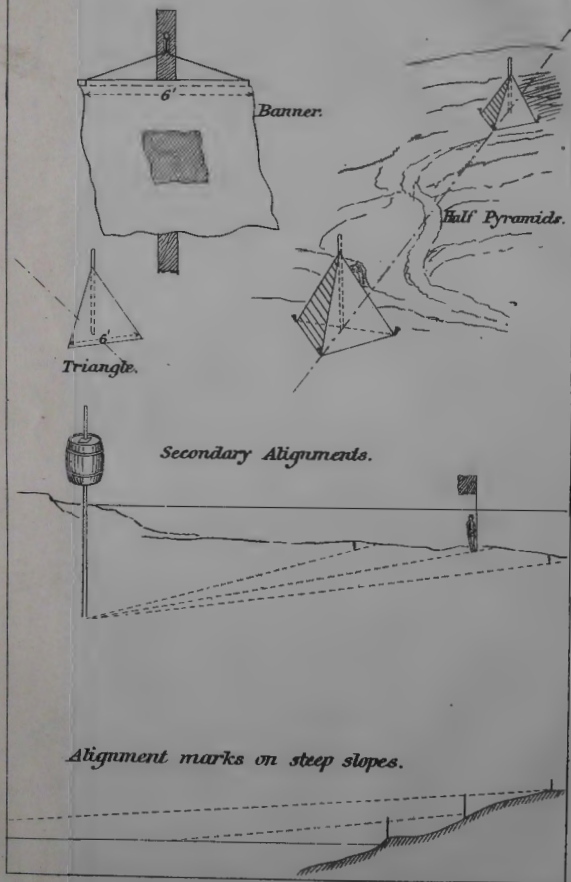 6'
Banner.
Half Pyramids.
6'
Triangle.
Secondary Alignments.
Alignment marks on steep slopes.